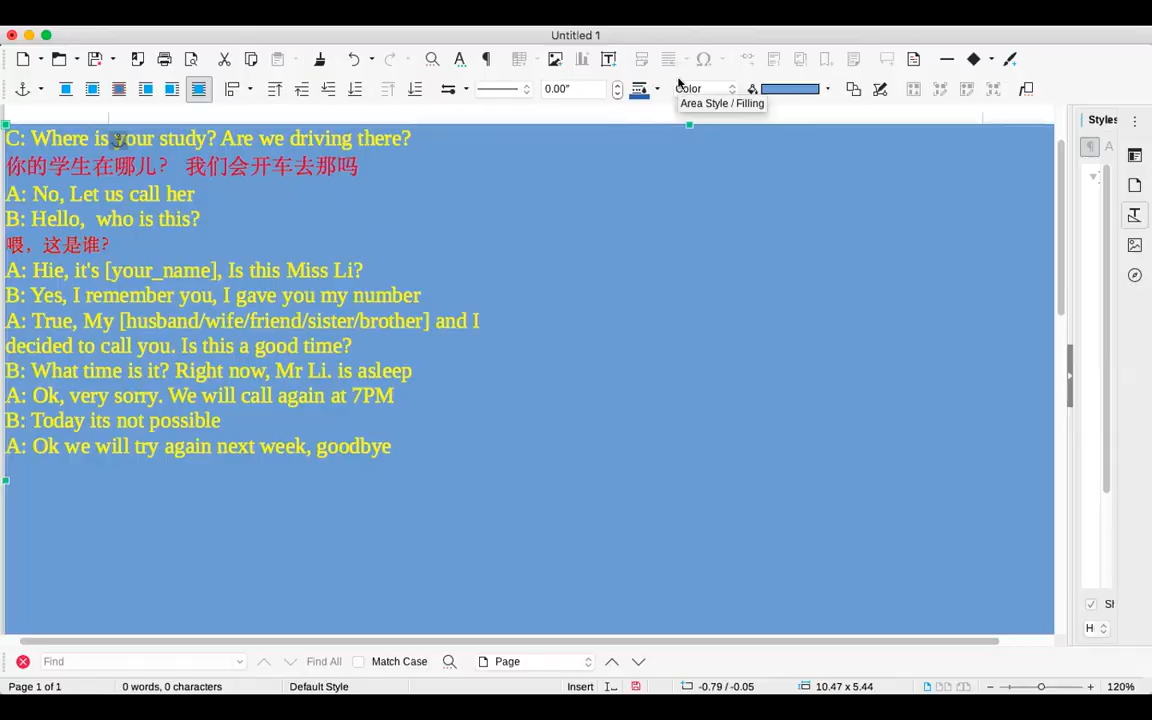 Untitled 1
0.00"
Color
Area Style / Filling
Styles
C: Where is your study? Are we driving there?
你的学生在哪儿？ 我们会开车去那吗
A: No, Let us call her
B: Hello,  who is this?
喂，这是谁?
A: Hie, it's [your_name], Is this Miss Li?
B: Yes, I remember you, I gave you my number
A: True, My [husband/wife/friend/sister/brother] and I
decided to call you. Is this a good time?
B: What time is it? Right now, Mr Li. is asleep
A: Ok, very sorry. We will call again at 7PM
B: Today its not possible
A: Ok we will try again next week, goodbye
Sh
H
Find
Find All
Match Case
Page
Page 1 of 1
0 words, 0 characters
Default Style
Insert
-0.79 / -0.05
10.47 x 5.44
120%